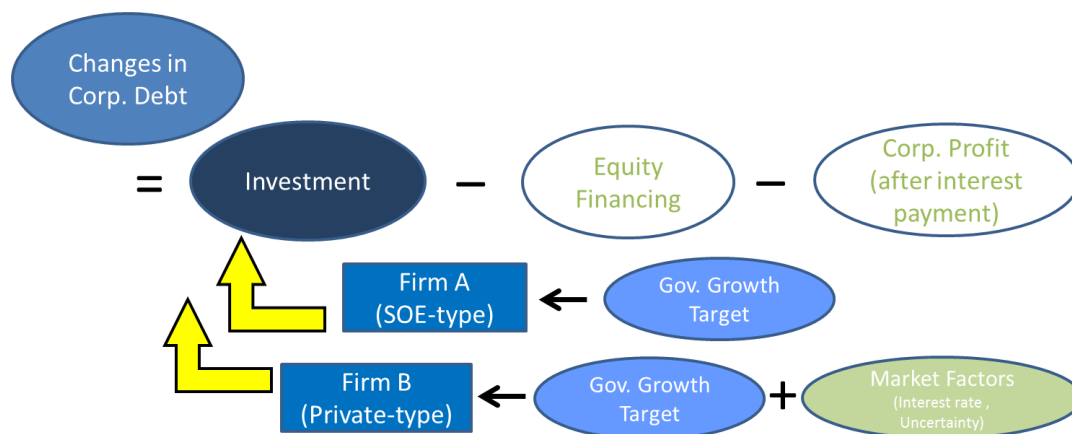 Changes in
Corp. Debt
=
Investment
–
Equity
Financing
–
Corp. Profit
(after interest
payment)
Firm A
(SOE-type)
Gov. Growth
Target
Firm B
(Private-type)
Gov. Growth
Target
+
Market Factors
(Interest rate ,
Uncertainty)